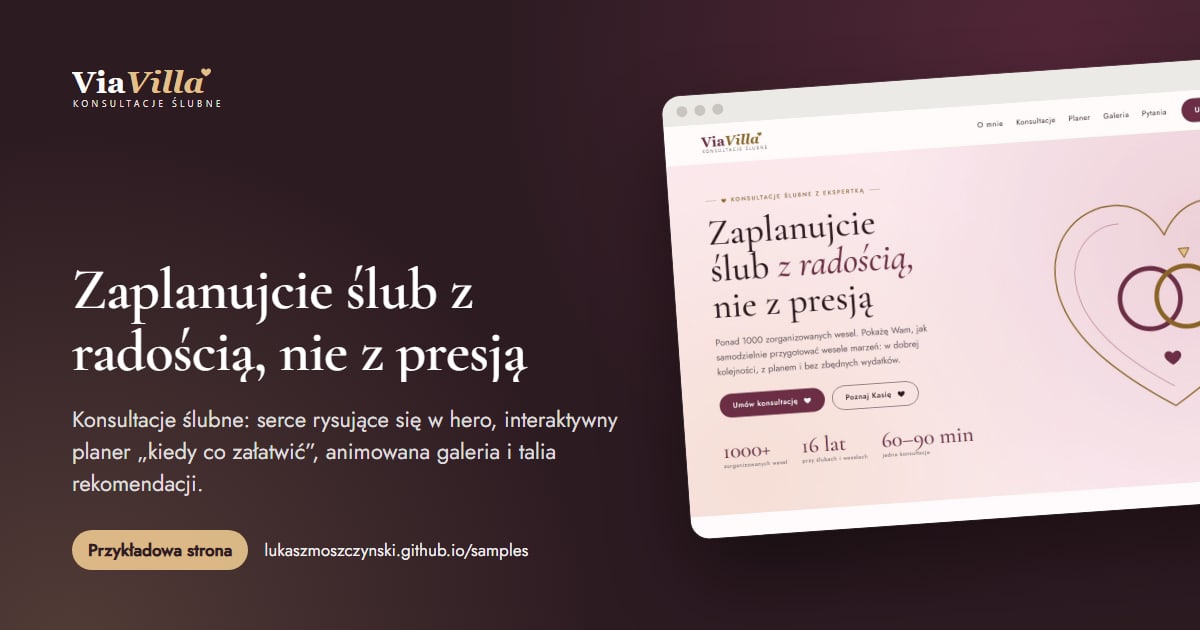 ViaVilla
KONSULTACJE ŚLUBNE
Zaplanujcie ślub z
radością, nie z presją
Konsultacje ślubne: serce rysujące się w hero, interaktywny
planer „kiedy co załatwić”, animowana galeria i talia
rekomendacji.
Przykładowa strona
lukaszmoszczynski.github.io/samples
ViaVilla
KONSULTACJE ŚLUBNE
O mnie Konsultacje Planer Galeria Pytania
KONSULTACJE ŚLUBNE Z EKSPERTKĄ
Zaplanujcie
ślub z radością,
nie z presją
Ponad 1000 zorganizowanych wesel. Pokażę Wam, jak
samodzielnie przygotować wesele marzeń: w dobrej
kolejności, z planem i bez zbędnych wydatków.
Umów konsultację
Poznaj Kasię
1000+
zorganizowanych wesel
16 lat
przy ślubach i weselach
60–90 min
jedna konsultacja